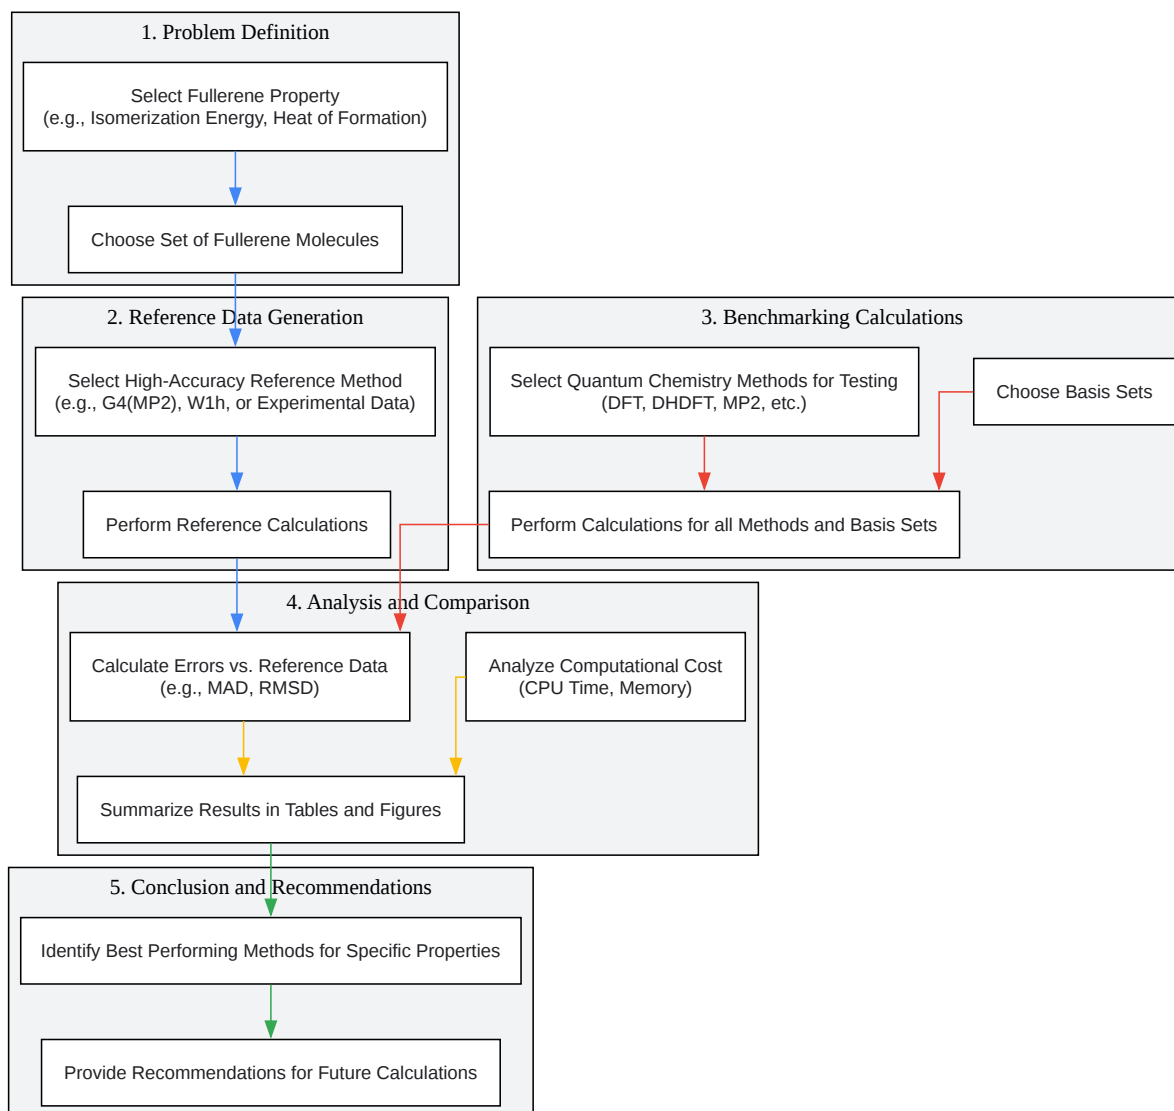 1. Problem Definition
Select Fullerene Property
(e.g., Isomerization Energy, Heat of Formation)
Choose Set of Fullerene Molecules
2. Reference Data Generation
Select High-Accuracy Reference Method
(e.g., G4(MP2), W1h, or Experimental Data)
Perform Reference Calculations
3. Benchmarking Calculations
Select Quantum Chemistry Methods for Testing
(DFT, DHDFT, MP2, etc.)
Choose Basis Sets
Perform Calculations for all Methods and Basis Sets
4. Analysis and Comparison
Calculate Errors vs. Reference Data
(e.g., MAD, RMSD)
Analyze Computational Cost
(CPU Time, Memory)
Summarize Results in Tables and Figures
5. Conclusion and Recommendations
Identify Best Performing Methods for Specific Properties
Provide Recommendations for Future Calculations